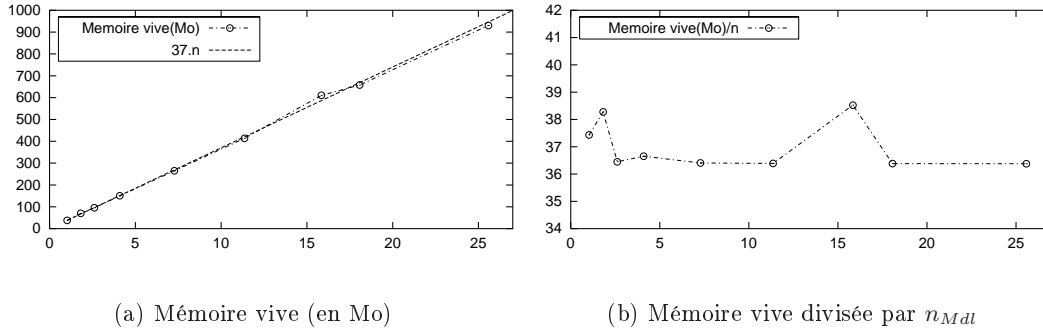 1000
900
800
700
600
500
400
300
200
100
0
Memoire vive(Mo)
37.n
0 5 10 15 20 25
(a) Mémoire vive (en Mo)
42
41
40
39
38
37
36
35
34
Memoire vive(Mo)/n
0 5 10 15 20 25
(b) Mémoire vive divisée par n_{Mdl}